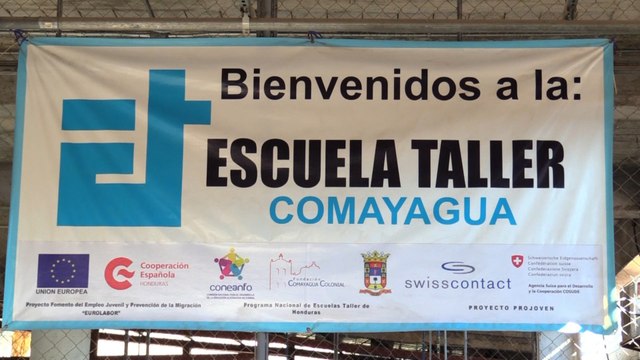 et
Bienvenidos a la:
ESCUELA TALLER
COMAYAGUA
UNION EUROPEA
Cooperación
Española
HONDURAS
coneanfo
Fundación
COMAYAGUA COLONIAL
swisscontact
Schweizerische Eidgenossenschaft
Confédération suisse
Confederazione Svizzera
Confederaziun svizra
Agencia Suiza para el Desarrollo
y la Cooperación COSUDE
Proyecto Fomento del Empleo Juvenil y Prevención de la Migración
"EUROLABOR"
Programa Nacional de Escuelas Taller de
Honduras
PROYECTO PROJOVEN